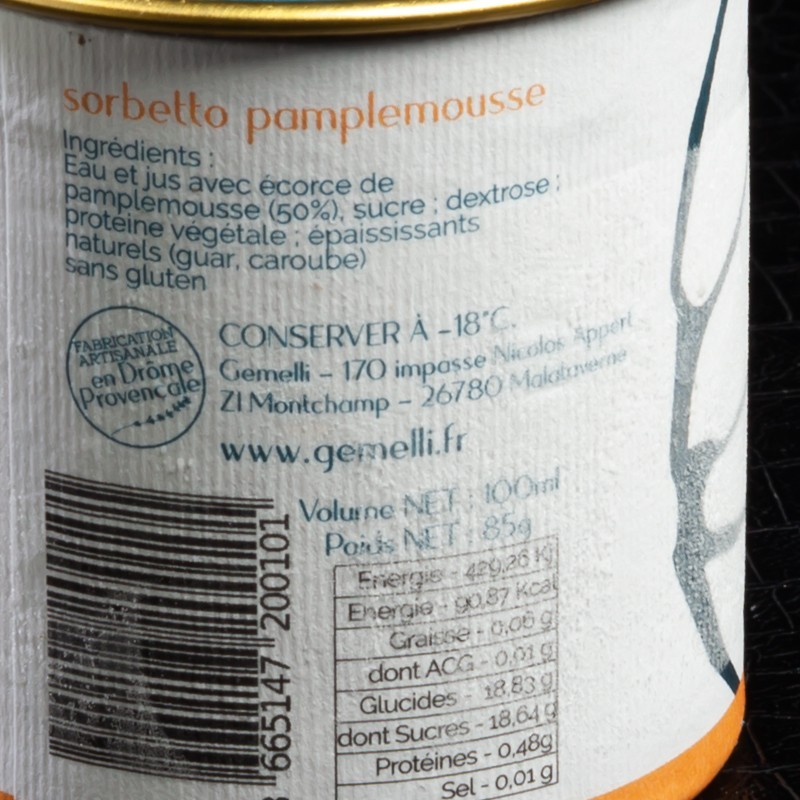 sorbetto pamplemousse
Ingrédients :
Eau et jus avec écorce de
pamplemousse (50%), sucre ; dextrose ;
protéine végétale ; épaississants
naturels (guar, caroube)
sans gluten
FABRICATION
ARTISANALE
en Drôme
Provençale
CONSERVER À -18°C.
Gemelli - 170 impasse Nicolas Appert
ZI Montchamp - 26780 Malataverne
www.gemelli.fr
Volume NET : 100ml
Poids NET : 85g
Energie - 429,26 Kj
Energie - 90,87 Kcal
Graisse - 0,06 g
dont ACG - 0,01 g
Glucides - 18,83 g
dont Sucres - 18,64 g
Protéines - 0,48g
Sel - 0,01 g
665147 200101